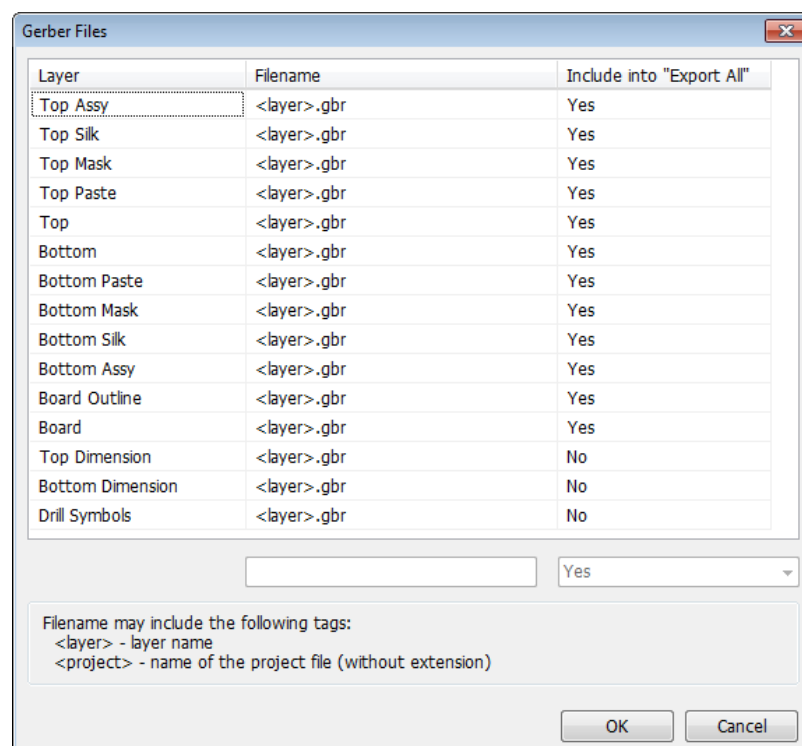 Gerber Files
Layer Filename Include into "Export All"
Top Assy <layer>.gbr Yes
Top Silk <layer>.gbr Yes
Top Mask <layer>.gbr Yes
Top Paste <layer>.gbr Yes
Top <layer>.gbr Yes
Bottom <layer>.gbr Yes
Bottom Paste <layer>.gbr Yes
Bottom Mask <layer>.gbr Yes
Bottom Silk <layer>.gbr Yes
Bottom Assy <layer>.gbr Yes
Board Outline <layer>.gbr Yes
Board <layer>.gbr Yes
Top Dimension <layer>.gbr No
Bottom Dimension <layer>.gbr No
Drill Symbols <layer>.gbr No
Yes
Filename may include the following tags:
<layer> - layer name
<project> - name of the project file (without extension)
OK Cancel